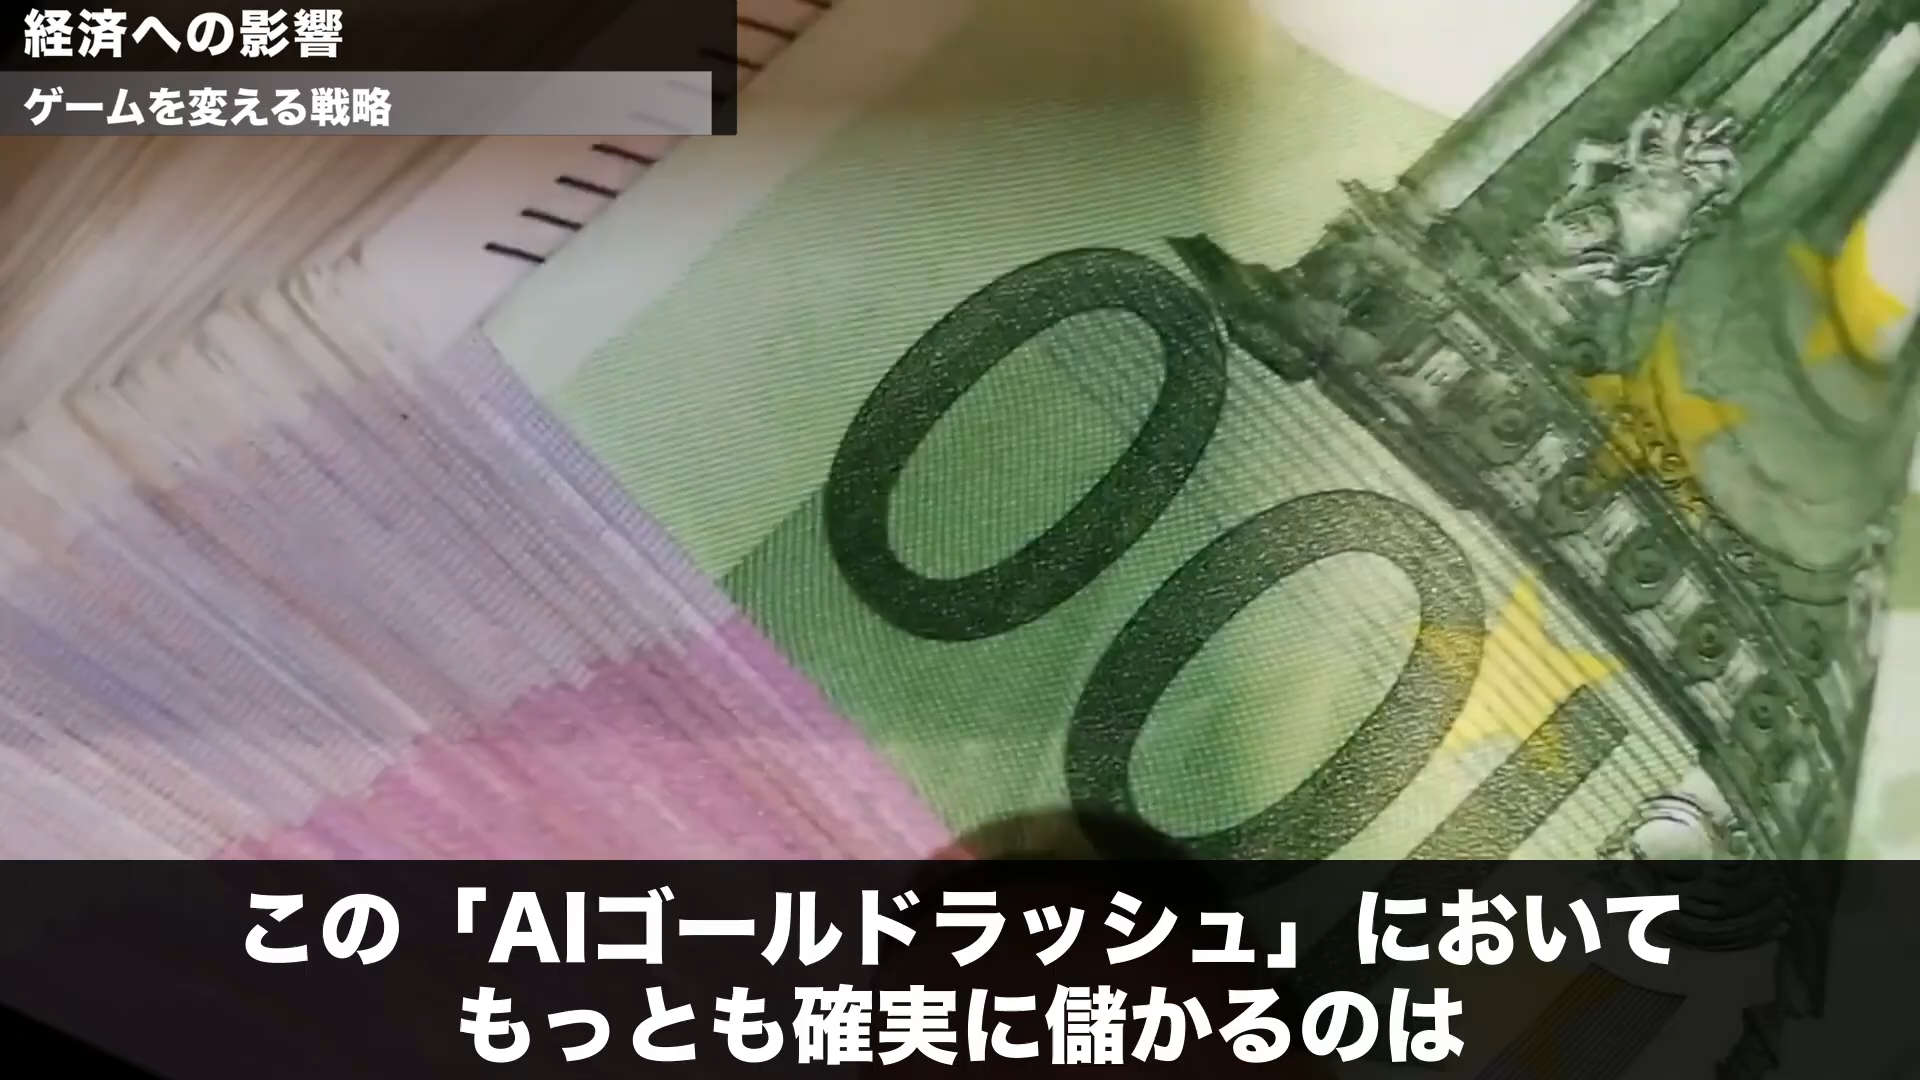 経済への影響
ゲームを変える戦略
100
この「AIゴールドラッシュ」において
もっとも確実に儲かるのは